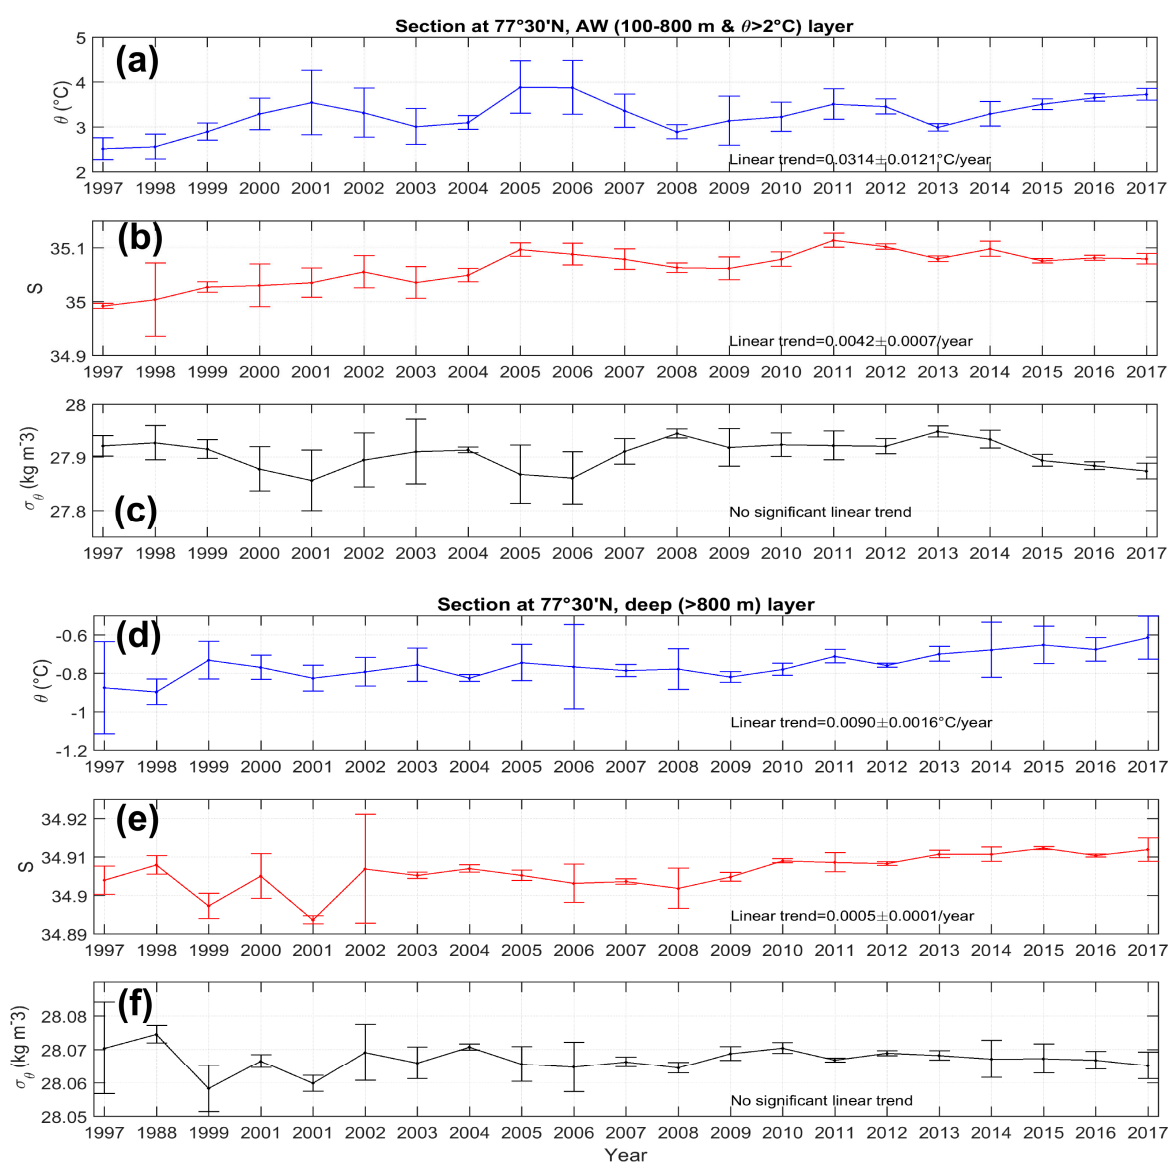 Section at 77°30'N, AW (100-800 m & θ>2°C) layer
(a)
θ (°C)
5
4
3
2
Linear trend=0.0314±0.0121°C/year
1997 1998 1999 2000 2001 2002 2003 2004 2005 2006 2007 2008 2009 2010 2011 2012 2013 2014 2015 2016 2017
(b)
S
35.1
35
34.9
Linear trend=0.0042±0.0007/year
1997 1998 1999 2000 2001 2002 2003 2004 2005 2006 2007 2008 2009 2010 2011 2012 2013 2014 2015 2016 2017
(c)
σθ (kg m-3)
28
27.9
27.8
No significant linear trend
1997 1998 1999 2000 2001 2002 2003 2004 2005 2006 2007 2008 2009 2010 2011 2012 2013 2014 2015 2016 2017
Section at 77°30'N, deep (>800 m) layer
(d)
θ (°C)
-0.6
-0.8
-1
-1.2
Linear trend=0.0090±0.0016°C/year
1997 1998 1999 2000 2001 2002 2003 2004 2005 2006 2007 2008 2009 2010 2011 2012 2013 2014 2015 2016 2017
(e)
S
34.92
34.91
34.9
34.89
Linear trend=0.0005±0.0001/year
1997 1998 1999 2000 2001 2002 2003 2004 2005 2006 2007 2008 2009 2010 2011 2012 2013 2014 2015 2016 2017
(f)
σθ (kg m-3)
28.08
28.07
28.06
28.05
No significant linear trend
1997 1988 1999 2001 2001 2002 2003 2004 2005 2006 2007 2008 2009 2010 2011 2012 2013 2014 2015 2016 2017
Year